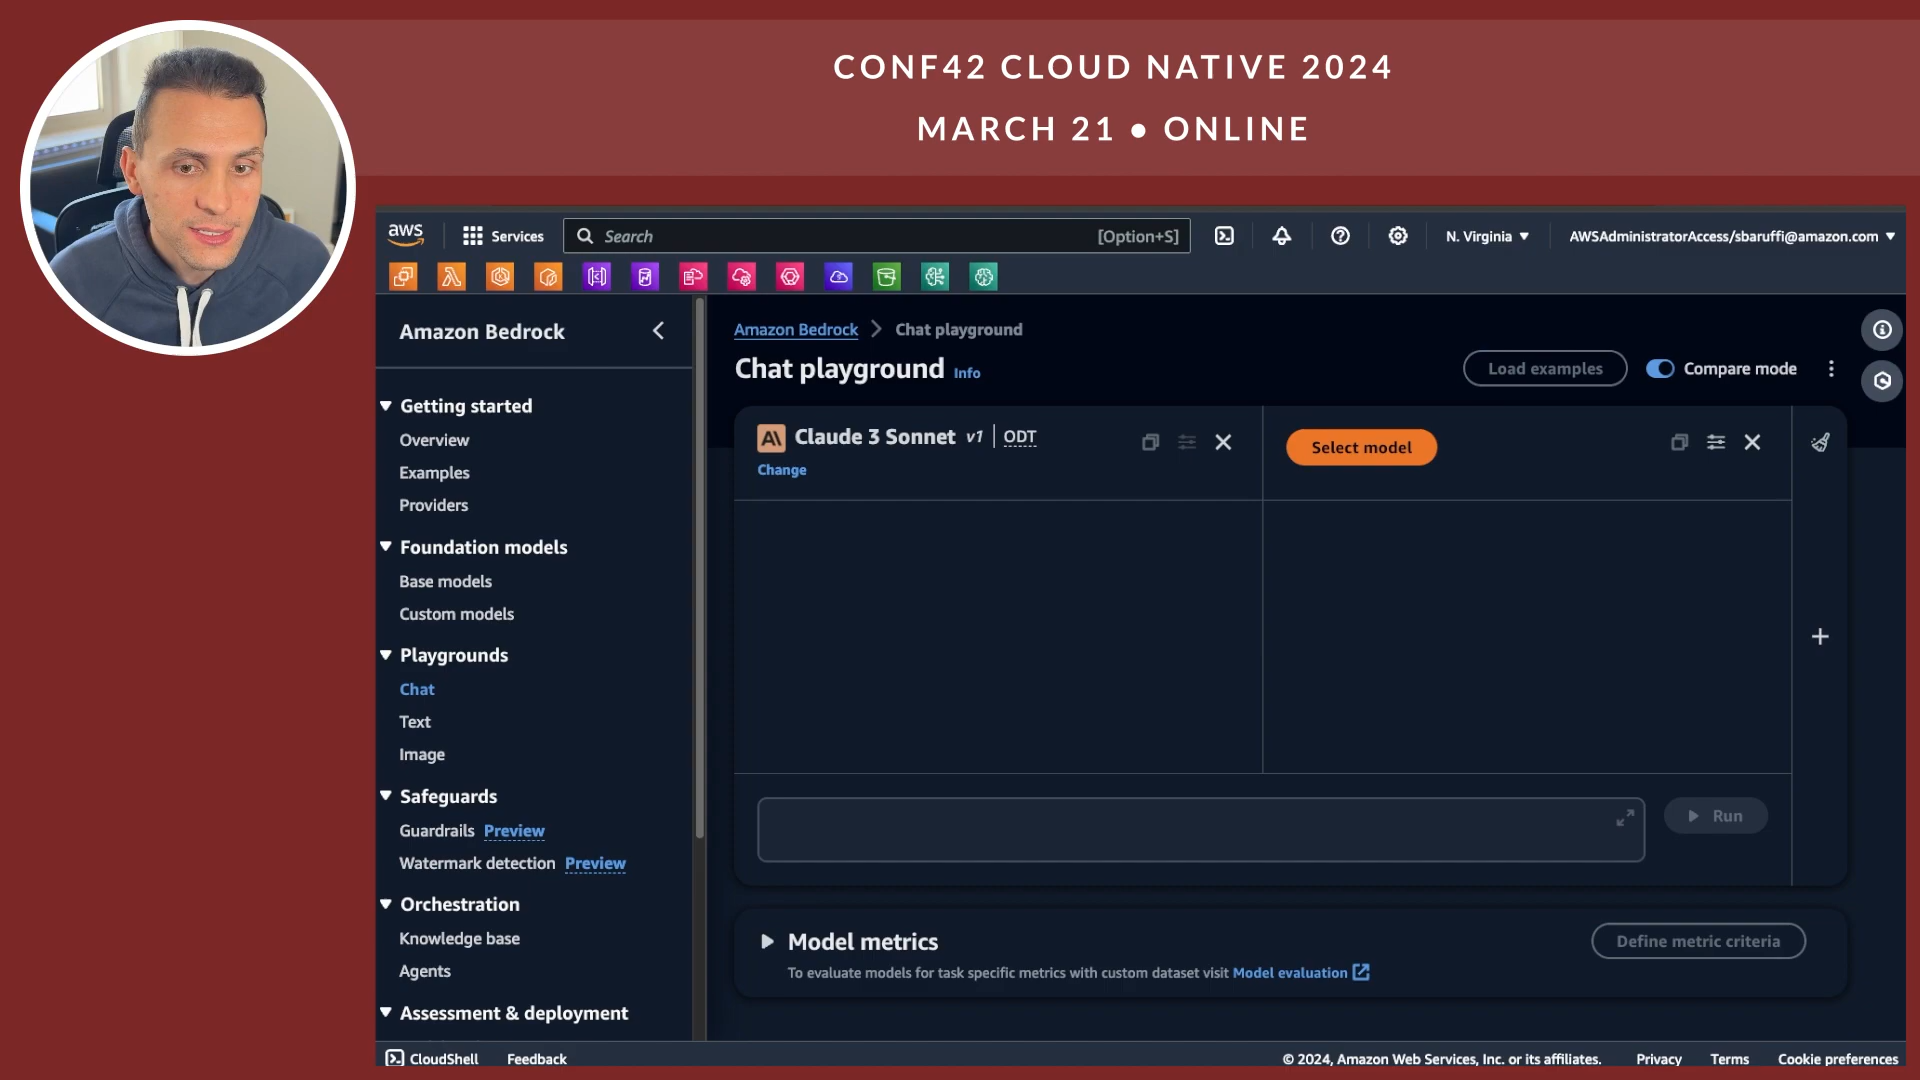 CONF42 CLOUD NATIVE 2024
MARCH 21 ● ONLINE
aws
Services
Search
[Option+S]
N. Virginia
AWSAdministratorAccess/sbaruffi@amazon.com
Amazon Bedrock
Getting started
Overview
Examples
Providers
Foundation models
Base models
Custom models
Playgrounds
Chat
Text
Image
Safeguards
Guardrails Preview
Watermark detection Preview
Orchestration
Knowledge base
Agents
Assessment & deployment
Amazon Bedrock > Chat playground
Chat playground Info
Load examples
Compare mode
Claude 3 Sonnet v1 | ODT
Change
Select model
Run
Model metrics
To evaluate models for task specific metrics with custom dataset visit Model evaluation
Define metric criteria
CloudShell
Feedback
© 2024, Amazon Web Services, Inc. or its affiliates.
Privacy
Terms
Cookie preferences